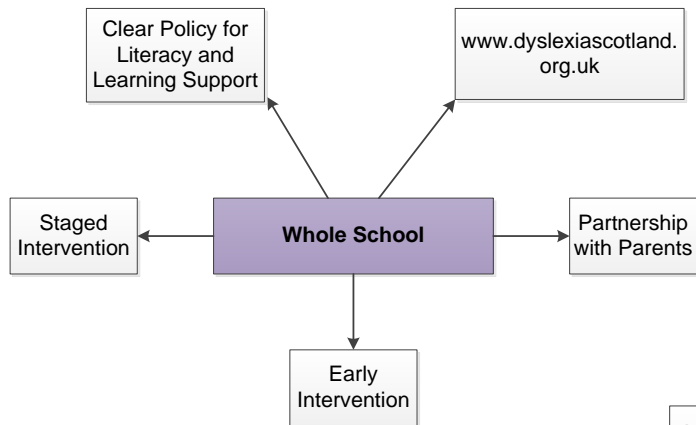 Clear Policy for
Literacy and
Learning Support
www.dyslexiascotland.
org.uk
Staged
Intervention
Whole School
Partnership
with Parents
Early
Intervention